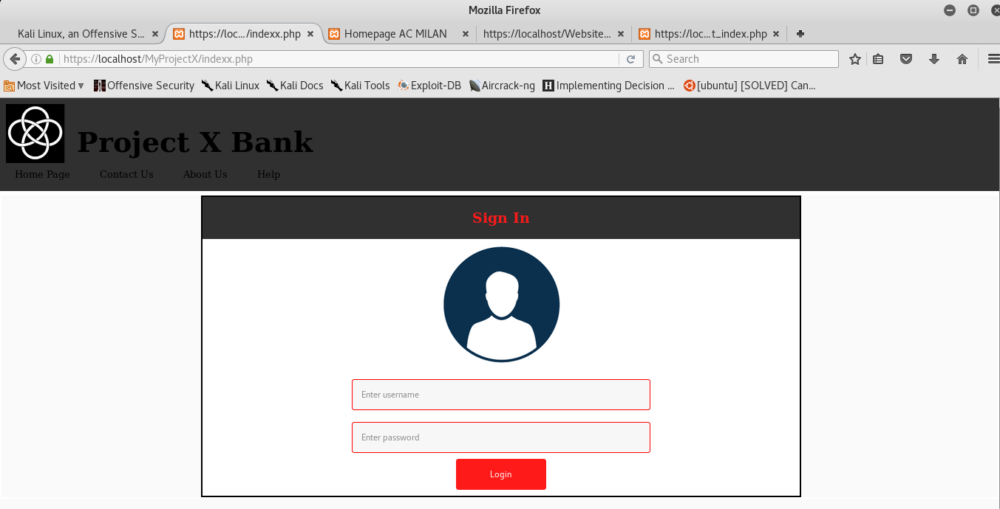 Mozilla Firefox
Kali Linux, an Offensive S... https://loc.../indexx.php Homepage AC MILAN https://localhost/Website... https://loc...t_index.php
https://localhost/MyProjectX/indexx.php Search
Most Visited Offensive Security Kali Linux Kali Docs Kali Tools Exploit-DB Aircrack-ng Implementing Decision ... [ubuntu] [SOLVED] Can...
Project X Bank
Home Page Contact Us About Us Help
Sign In
Enter username
Enter password
Login